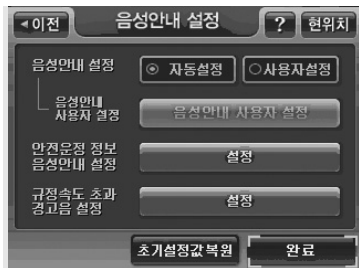 ◂이전 음성안내 설정 ? 현위치
음성안내 설정 자동설정 사용자설정
음성안내
사용자 설정 음성안내 사용자 설정
안전운정 정보
음성안내 설정 설정
규정속도 초과
경고음 설정 설정
초기설정값복원 완료